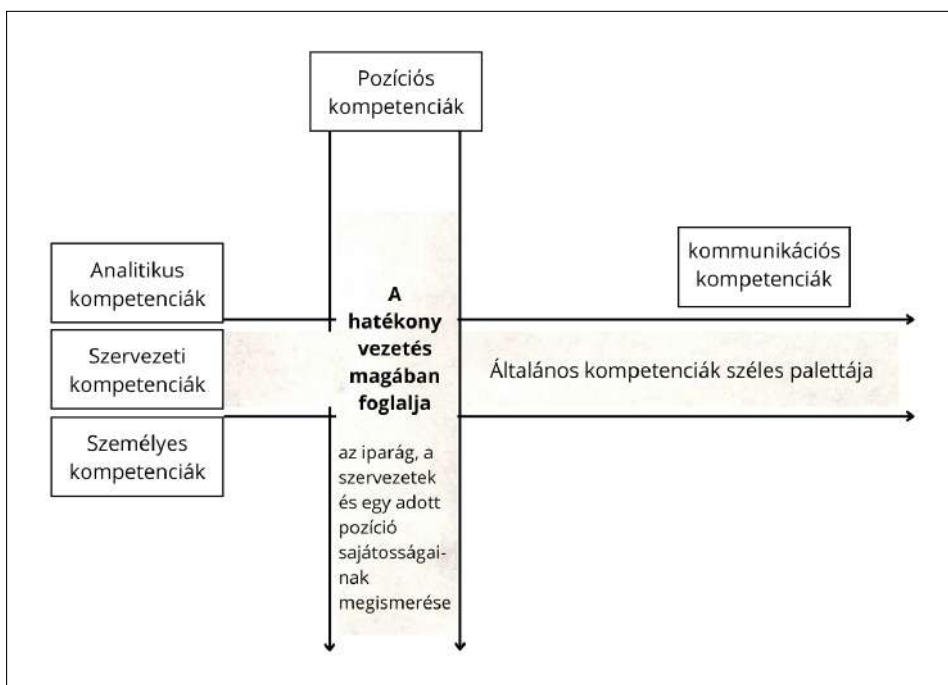 Pozíciós
kompetenciák
kommunikációs
kompetenciák
Analitikus
kompetenciák
Szervezeti
kompetenciák
Személyes
kompetenciák
A
hatékony
vezetés
magában
foglalja
az iparág, a
szervezetek
és egy adott
pozíció
sajátosságai-
nak
megismerése
Általános kompetenciák széles palettája